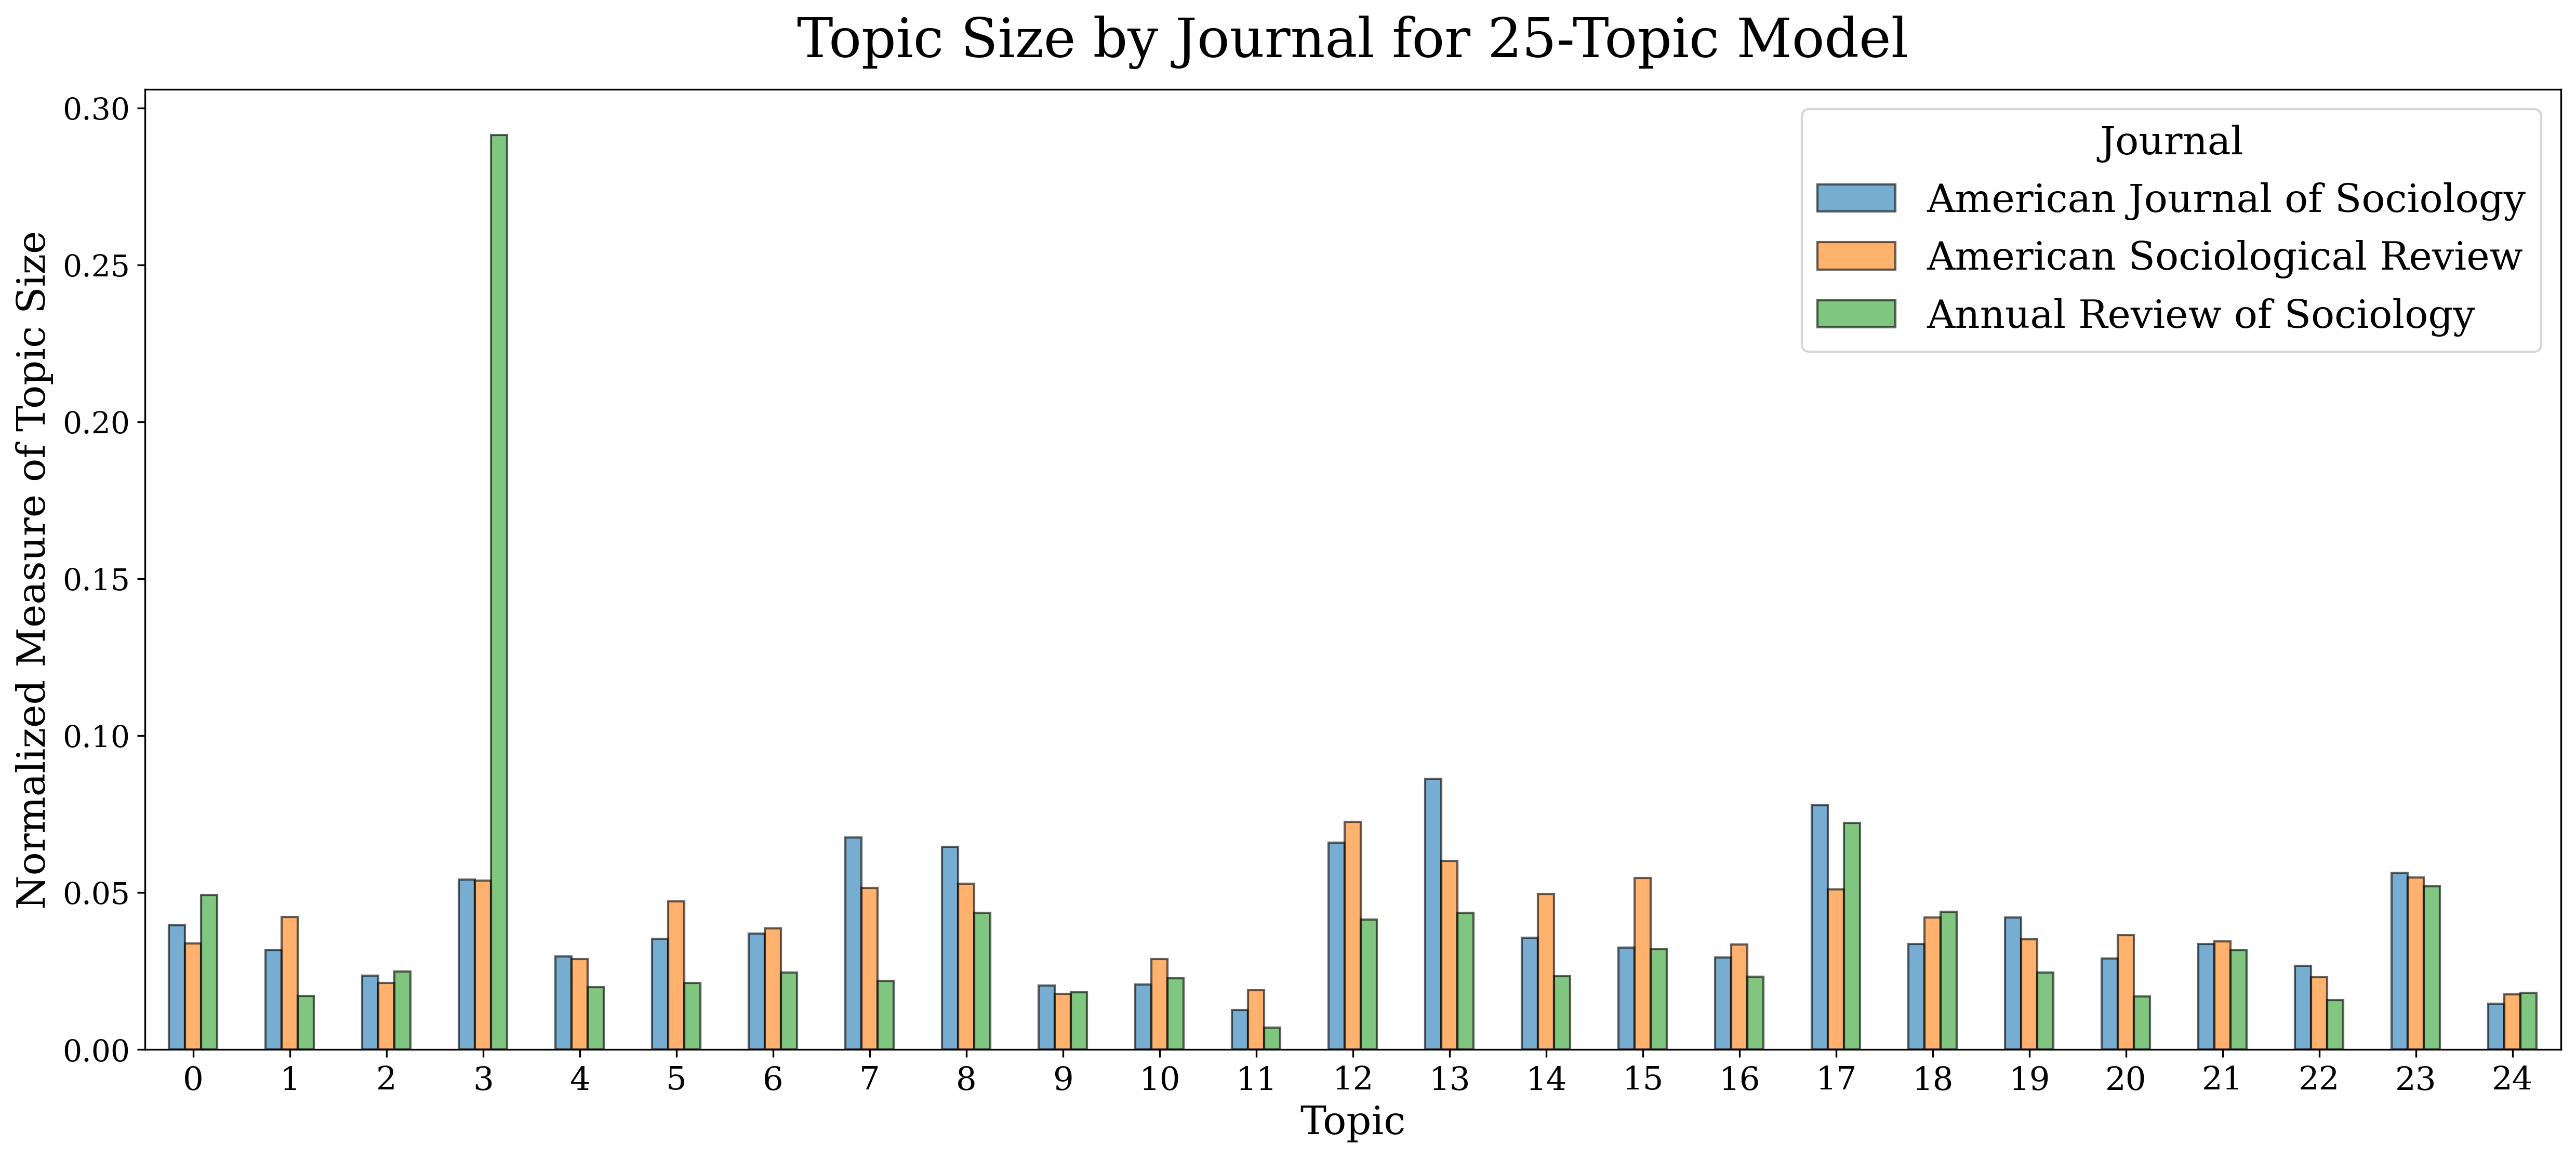 Topic Size by Journal for 25-Topic Model
Normalized Measure of Topic Size
0.30
0.25
0.20
0.15
0.10
0.05
0.00
Journal
American Journal of Sociology
American Sociological Review
Annual Review of Sociology
0 1 2 3 4 5 6 7 8 9 10 11 12 13 14 15 16 17 18 19 20 21 22 23 24
Topic